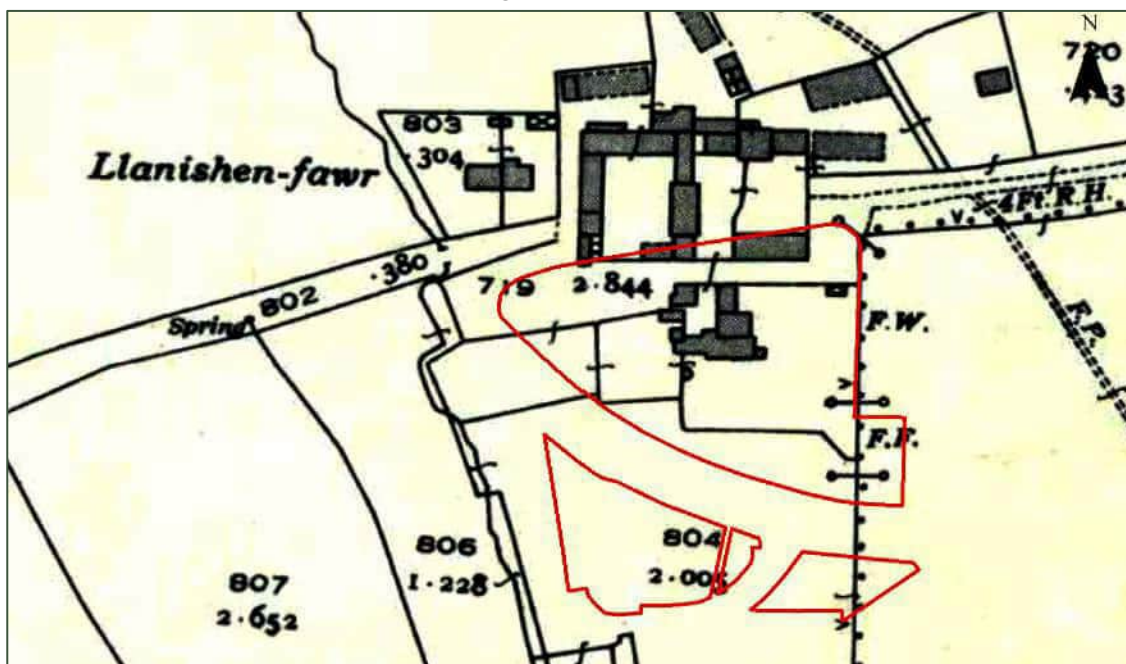 N
720
803
.304
Llanishen-fawr
4 Ft. R.H.
.380
719 2.844
802
Spring
F.W.
F.P.
F.F.
804
2.005
806
1.228
807
2.652